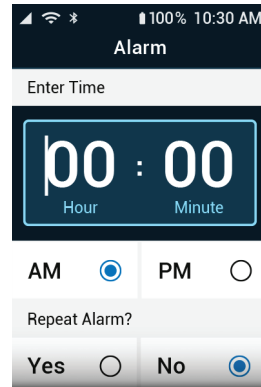 100% 10:30 AM
Alarm
Enter Time
00 : 00
Hour Minute
AM PM
Repeat Alarm?
Yes No